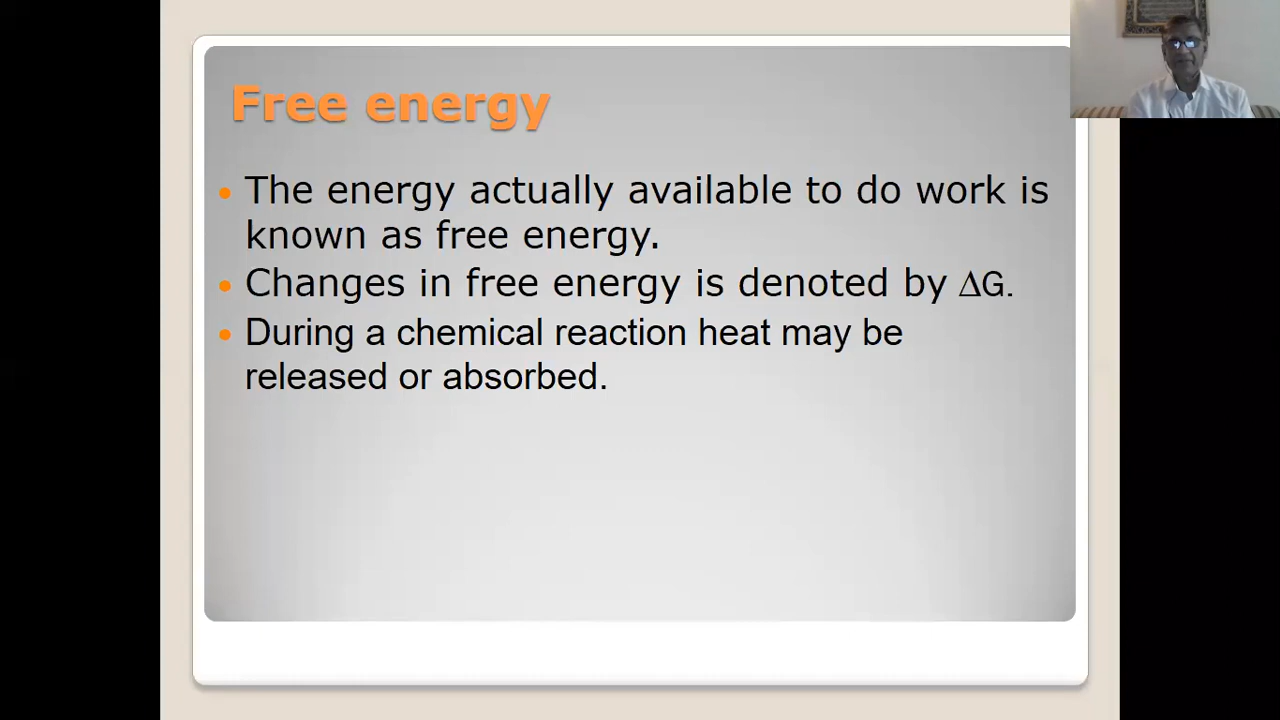 Free energy
• The energy actually available to do work is
known as free energy.
• Changes in free energy is denoted by ΔG.
• During a chemical reaction heat may be
released or absorbed.